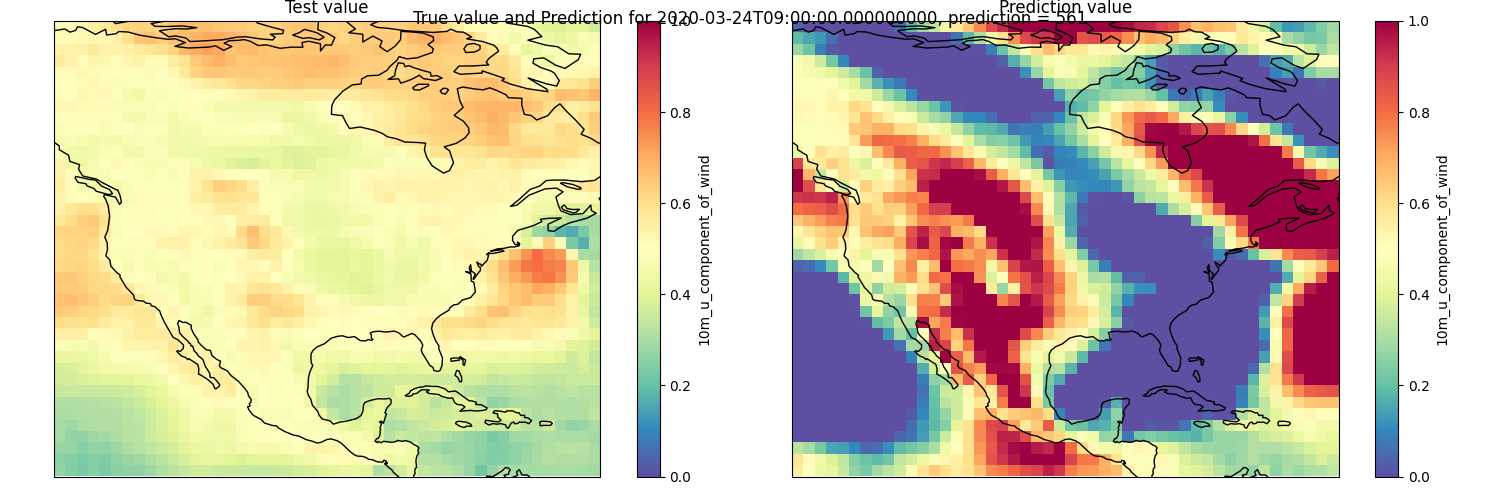 Test value
True value and Prediction for 2020-03-24T09:00:00.000000000, prediction = 561
Prediction value
1.0
0.8
0.6
0.4
0.2
0.0
10m_u_component_of_wind
1.0
0.8
0.6
0.4
0.2
0.0
10m_u_component_of_wind